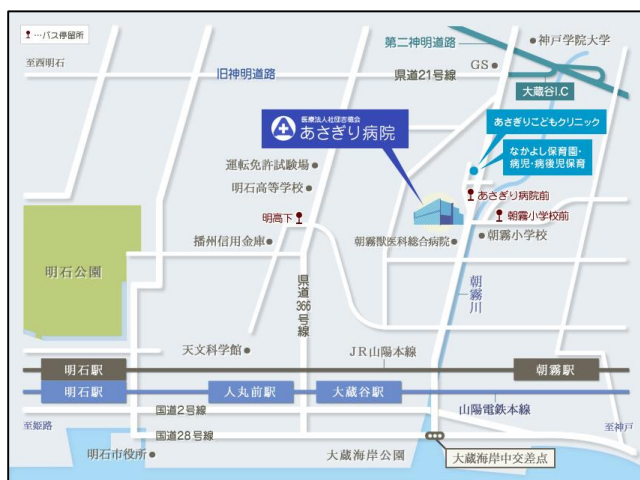 …バス停留所
第二神明道路
神戸学院大学
至西明石
旧神明道路
県道21号線
GS
大蔵谷I.C
医療法人社団吉徳会
あさぎり病院
あさぎりこどもクリニック
なかよし保育園・
病児・病後児保育
運転免許試験場
明石高等学校
あさぎり病院前
明高下
朝霧小学校前
播州信用金庫
朝霧獣医科総合病院
朝霧小学校
明石公園
県道366号線
朝霧川
天文科学館
JR山陽本線
明石駅
朝霧駅
明石駅
人丸前駅
大蔵谷駅
国道2号線
山陽電鉄本線
至姫路
国道28号線
至神戸
明石市役所
大蔵海岸公園
大蔵海岸中交差点